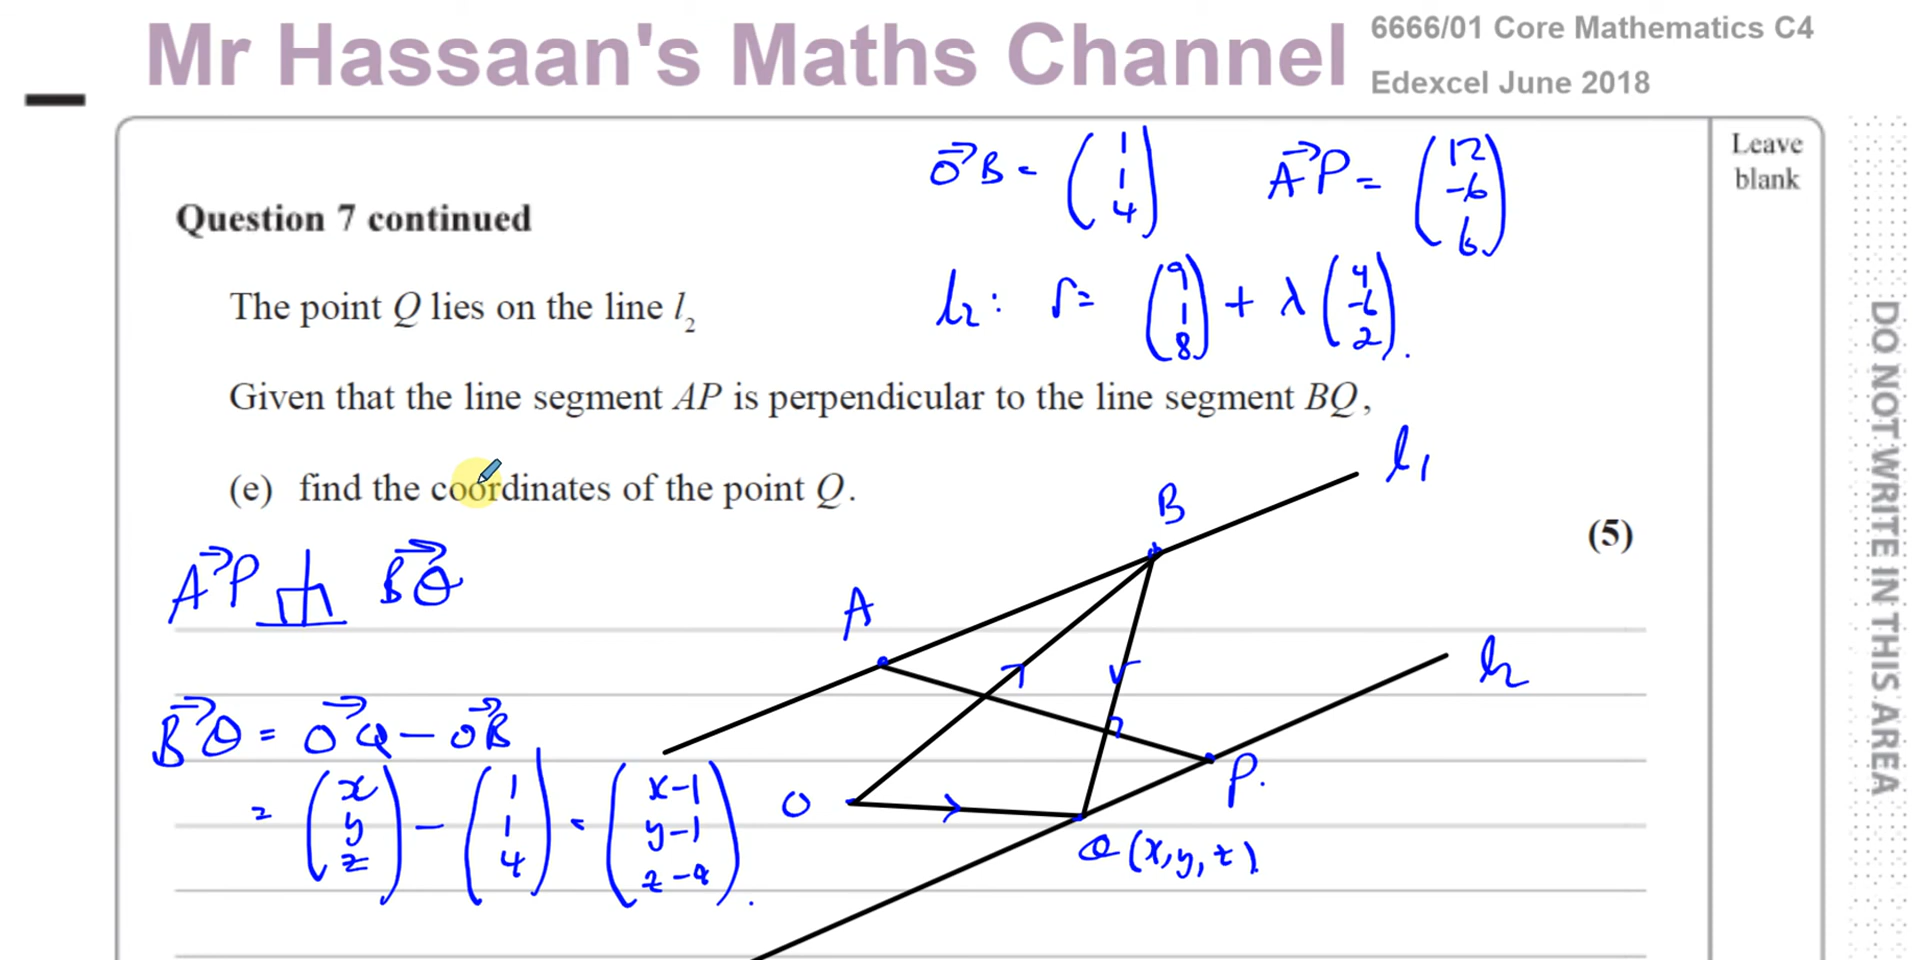 Mr Hassaan's Maths Channel
6666/01 Core Mathematics C4
Edexcel June 2018
Leave
blank
OB = (1 1 4)
AP = (12 -6 6)
Question 7 continued
The point Q lies on the line l₂
l₂: r = (9 1 8) + λ(4 -6 2).
Given that the line segment AP is perpendicular to the line segment BQ,
(e) find the coordinates of the point Q.
(5)
l₁
B
A
l₂
P.
O
Q(x,y,z)
AP ⊥ BQ
BQ = OQ - OB
= (x y z) - (1 1 4) = (x-1 y-1 z-4).
DO NOT WRITE IN THIS AREA